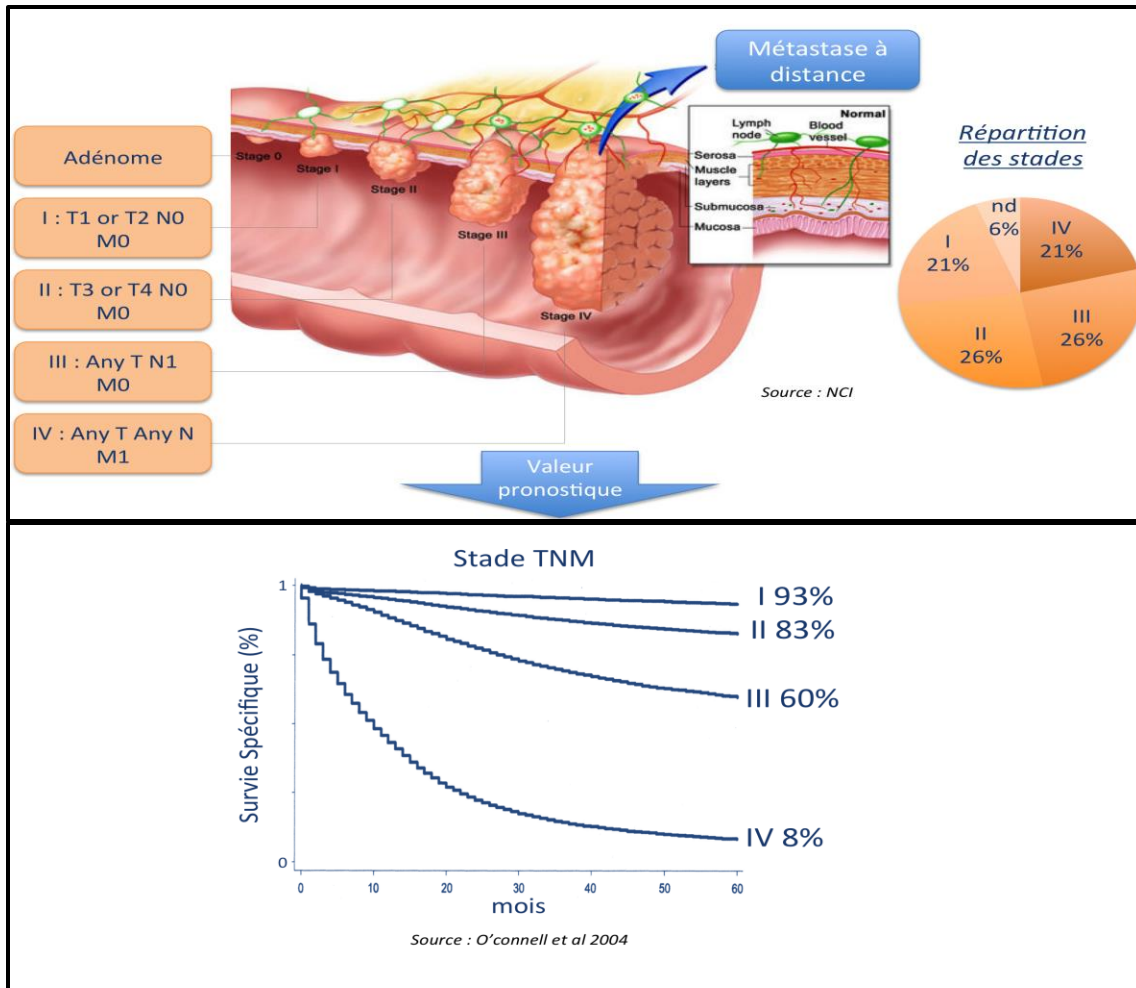 Métastase à
distance
Adénome
I : T1 or T2 N0
M0
II : T3 or T4 N0
M0
III : Any T N1
M0
IV : Any T Any N
M1
Stage 0
Stage I
Stage II
Stage III
Stage IV
Normal
Lymph
node
Blood
vessel
Serosa
Muscle
layers
Submucosa
Mucosa
Répartition
des stades
nd
6%
IV
21%
I
21%
III
26%
II
26%
Source : NCI
Valeur
pronostique
Stade TNM
Survie Spécifique (%)
1
0
I 93%
II 83%
III 60%
IV 8%
0 10 20 30 40 50 60
mois
Source : O'connell et al 2004